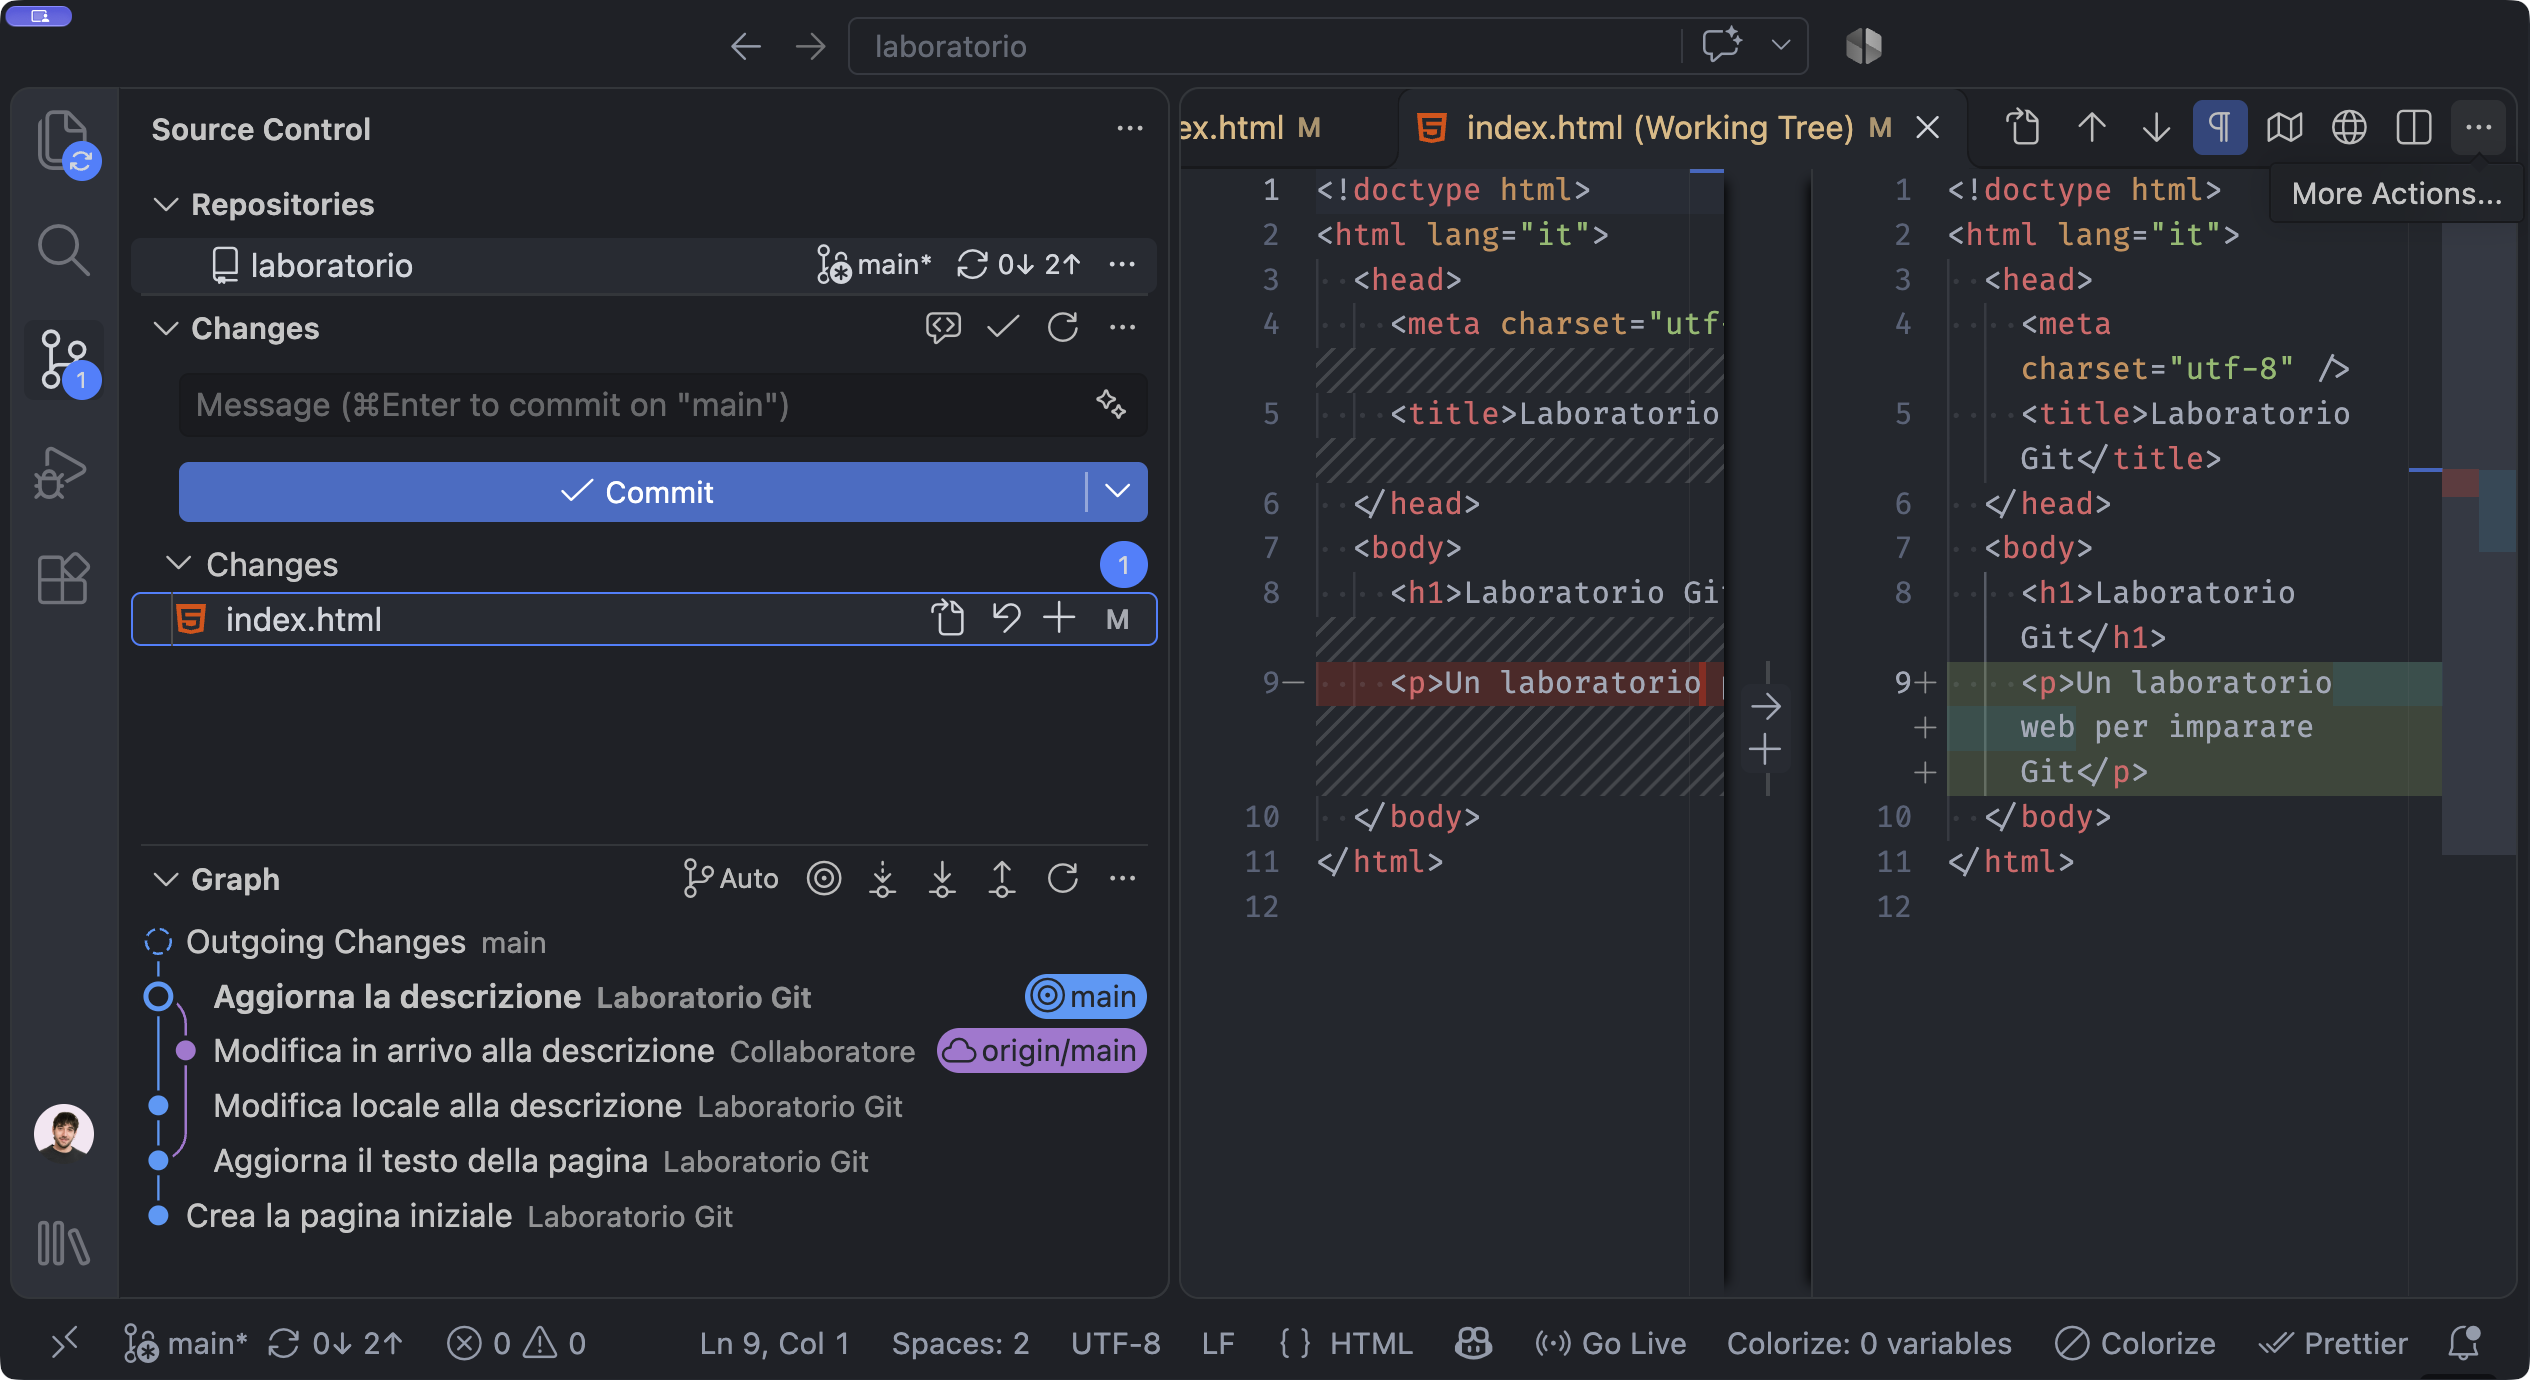 laboratorio
Source Control
Repositories
laboratorio main* 0↓ 2↑
Changes
Message (⌘Enter to commit on "main")
Commit
Changes 1
index.html M
Graph Auto
Outgoing Changes main
Aggiorna la descrizione Laboratorio Git main
Modifica in arrivo alla descrizione Collaboratore origin/main
Modifica locale alla descrizione Laboratorio Git
Aggiorna il testo della pagina Laboratorio Git
Crea la pagina iniziale Laboratorio Git
1
ex.html M
index.html (Working Tree) M
More Actions...
1 <!doctype html>
2 <html lang="it">
3 <head>
4 <meta charset="utf-
5 <title>Laboratorio
6 </head>
7 <body>
8 <h1>Laboratorio Gi
9— <p>Un laboratorio
10 </body>
11 </html>
12
1 <!doctype html>
2 <html lang="it">
3 <head>
4 <meta
charset="utf-8" />
5 <title>Laboratorio
Git</title>
6 </head>
7 <body>
8 <h1>Laboratorio
Git</h1>
9+ <p>Un laboratorio
+ web per imparare
+ Git</p>
10 </body>
11 </html>
12
main* 0↓ 2↑ 0 0 Ln 9, Col 1 Spaces: 2 UTF-8 LF {} HTML Go Live Colorize: 0 variables Colorize Prettier